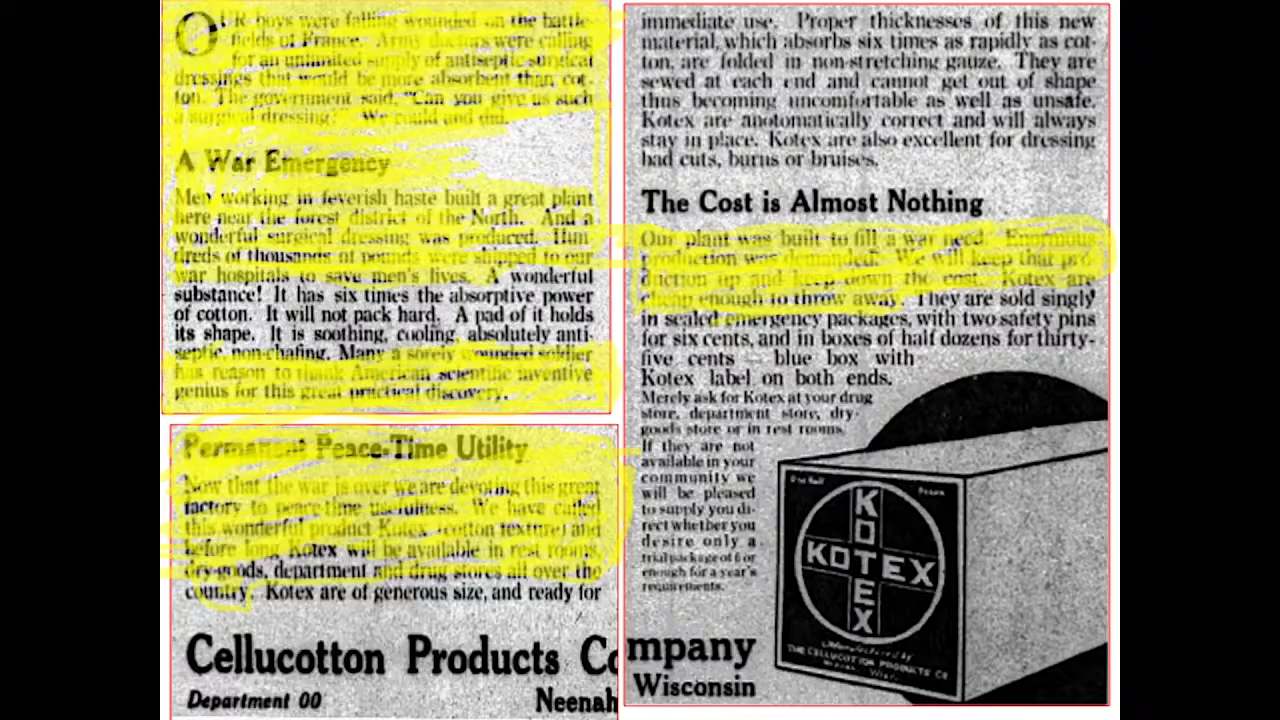 OUR boys were falling wounded on the battle-
fields of France. Army doctors were calling
for an unlimited supply of antiseptic surgical
dressings that would be more absorbent than cot-
ton. The government said, "Can you give us such
a surgical dressing?" We could and did.
A War Emergency
Men working in feverish haste built a great plant
here near the forest district of the North. And a
wonderful surgical dressing was produced. Hun-
dreds of thousands of pounds were shipped to our
war hospitals to save men's lives. A wonderful
substance! It has six times the absorptive power
of cotton. It will not pack hard. A pad of it holds
its shape. It is soothing, cooling, absolutely anti-
septic, non-chafing. Many a sorely wounded soldier
has reason to thank American scientific inventive
genius for this great practical discovery.
Permanent Peace-Time Utility
Now that the war is over we are devoting this great
factory to peace-time usefulness. We have called
this wonderful product Kotex (cotton texture) and
before long Kotex will be available in rest rooms,
dry-goods, department and drug stores all over the
country. Kotex are of generous size, and ready for
immediate use. Proper thicknesses of this new
material, which absorbs six times as rapidly as cot-
ton, are folded in non-stretching gauze. They are
sewed at each end and cannot get out of shape
thus becoming uncomfortable as well as unsafe.
Kotex are anotomatically correct and will always
stay in place. Kotex are also excellent for dressing
bad cuts, burns or bruises.
The Cost is Almost Nothing
Our plant was built to fill a war need. Enormous
production was demanded. We will keep that pro-
duction up and keep down the cost. Kotex are
cheap enough to throw away. They are sold singly
in sealed emergency packages, with two safety pins
for six cents, and in boxes of half dozens for thirty-
five cents — blue box with
Kotex label on both ends.
Merely ask for Kotex at your drug
store, department store, dry-
goods store or in rest rooms.
If they are not
available in your
community we
will be pleased
to supply you di-
rect whether you
desire only a
trial package of 6 or
enough for a year's
requirements.
One Half Dozen
KOTEX
KOTEX
Manufactured by
THE CELLUCOTTON PRODUCTS CO
Neenah, Wis.
Cellucotton Products Company
Department 00 Neenah Wisconsin